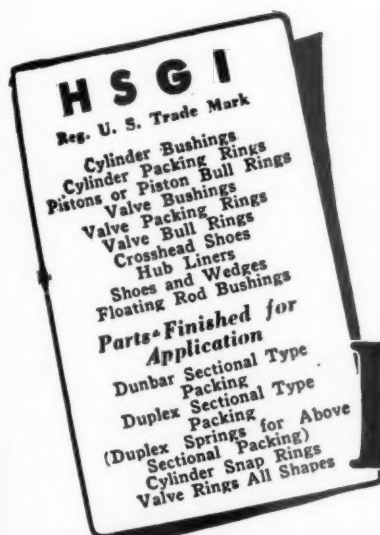 HSGI
Reg. U. S. Trade Mark
Cylinder Bushings
Cylinder Packing Rings
Pistons or Piston Bull Rings
Valve Bushings
Valve Packing Rings
Valve Bull Rings
Crosshead Shoes
Hub Liners
Shoes and Wedges
Floating Rod Bushings
Parts Finished for
Application
Dunbar Sectional Type
Packing
Duplex Sectional Type
Packing
(Duplex Springs for Above
Sectional Packing)
Cylinder Snap Rings
Valve Rings All Shapes